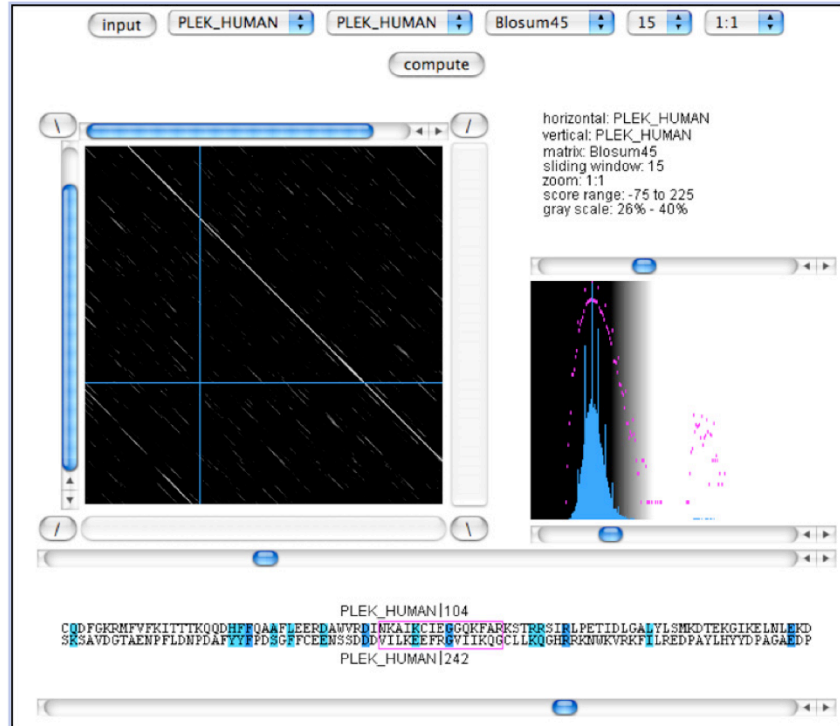 input PLEK_HUMAN PLEK_HUMAN Blosum45 15 1:1
compute
\ /
horizontal: PLEK_HUMAN
vertical: PLEK_HUMAN
matrix: Blosum45
sliding window: 15
zoom: 1:1
score range: -75 to 225
gray scale: 26% - 40%
/ \
PLEK_HUMAN|104
CQDFGKRMFVFKITTTKQQDHFFQAAFLEERDAWVRDINKAIKCIEGGQKFARKSTRRSIRLPETIDLGALYLSMKDTEKGIKELNLEKD
SKSAVDGTAENPFLDNPDAFYYFPDSGFFCEENSSDDDVILKEEFRGVIIKQGCLLKQGHRRKNWKVRKFILREDPAYLHYYDPAGAEDP
PLEK_HUMAN|242